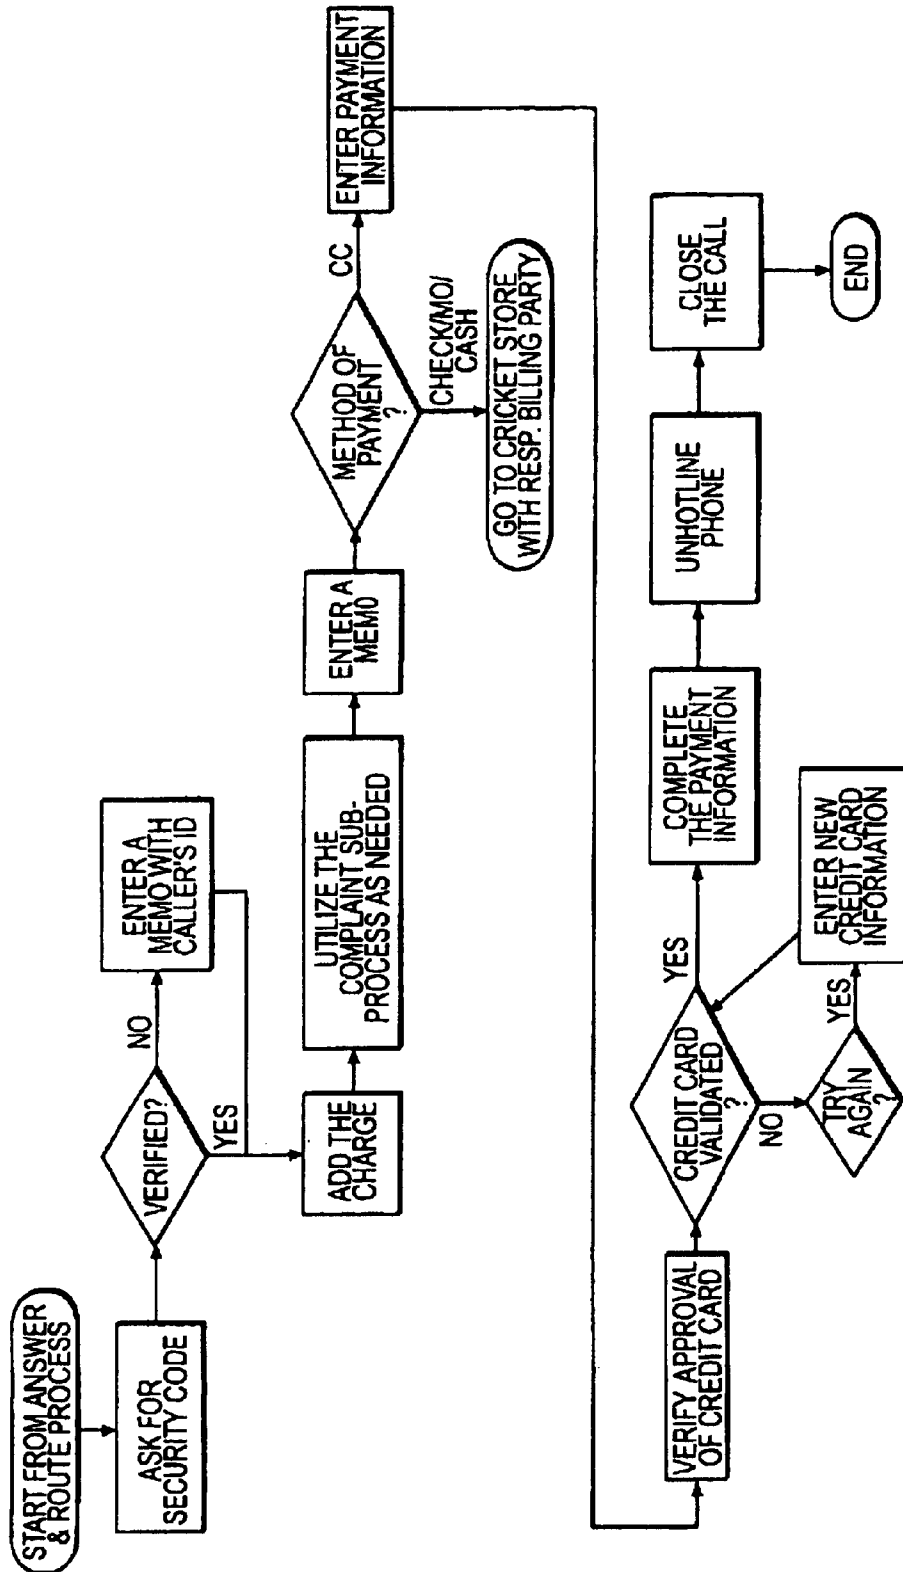 START FROM ANSWER
& ROUTE PROCESS
ASK FOR
SECURITY CODE
VERIFIED?
NO
ENTER A
MEMO WITH
CALLER'S ID
YES
ADD THE
CHARGE
UTILIZE THE
COMPLAINT SUB-
PROCESS AS NEEDED
ENTER A
MEMO
METHOD OF
PAYMENT
?
CC
ENTER PAYMENT
INFORMATION
CHECK/MO/
CASH
GO TO CRICKET STORE
WITH RESP. BILLING PARTY
VERIFY APPROVAL
OF CREDIT CARD
CREDIT CARD
VALIDATED
?
YES
NO
TRY
AGAIN
?
YES
ENTER NEW
CREDIT CARD
INFORMATION
COMPLETE
THE PAYMENT
INFORMATION
UNHOTLINE
PHONE
CLOSE
THE CALL
END